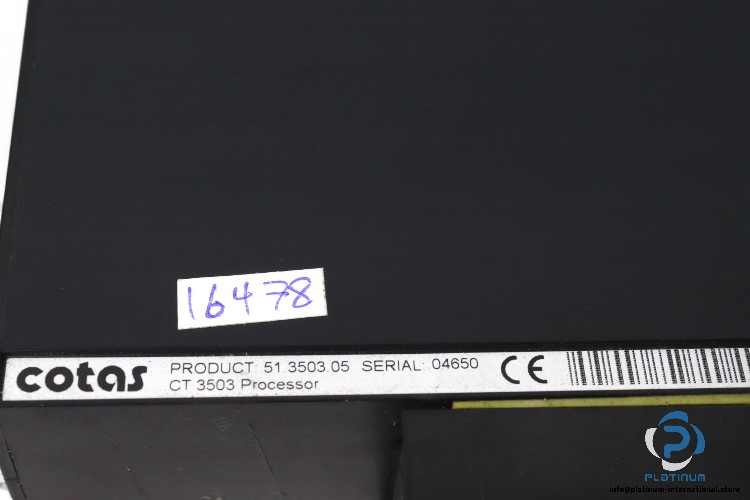 16478
cotas PRODUCT: 51.3503.05 SERIAL: 04650 CE
CT 3503 Processor
PLATINUM
info@platinum-international.store